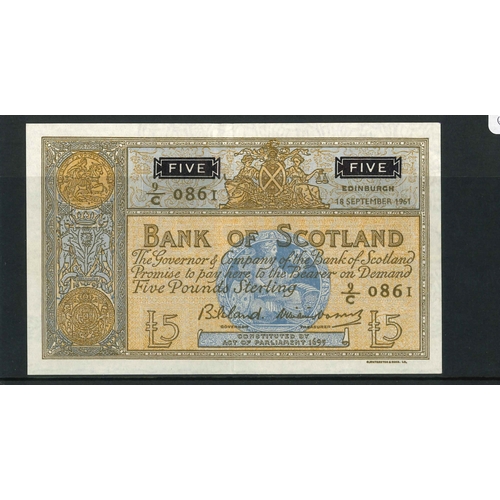 FIVE FIVE
9/C 0861 EDINBURGH
18 SEPTEMBER 1961
BANK OF SCOTLAND
The Governor & Company of the Bank of Scotland
Promise to pay here to the Bearer on Demand
Five Pounds Sterling 9/C 0861
£5 £5
GOVERNOR TREASURER
CONSTITUTED BY
ACT OF PARLIAMENT 1695